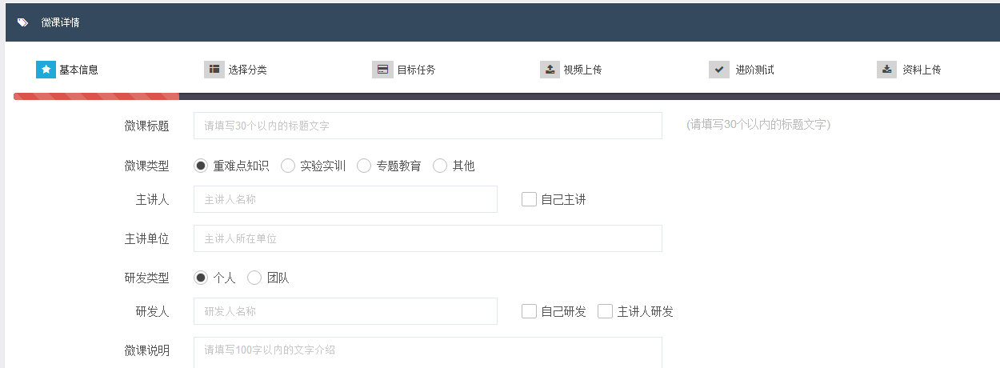 微课详情
基本信息 选择分类 目标任务 视频上传 进阶测试 资料上传
微课标题 请填写30个以内的标题文字 (请填写30个以内的标题文字)
微课类型 重难点知识 实验实训 专题教育 其他
主讲人 主讲人名称 自己主讲
主讲单位 主讲人所在单位
研发类型 个人 团队
研发人 研发人名称 自己研发 主讲人研发
微课说明 请填写100字以内的文字介绍